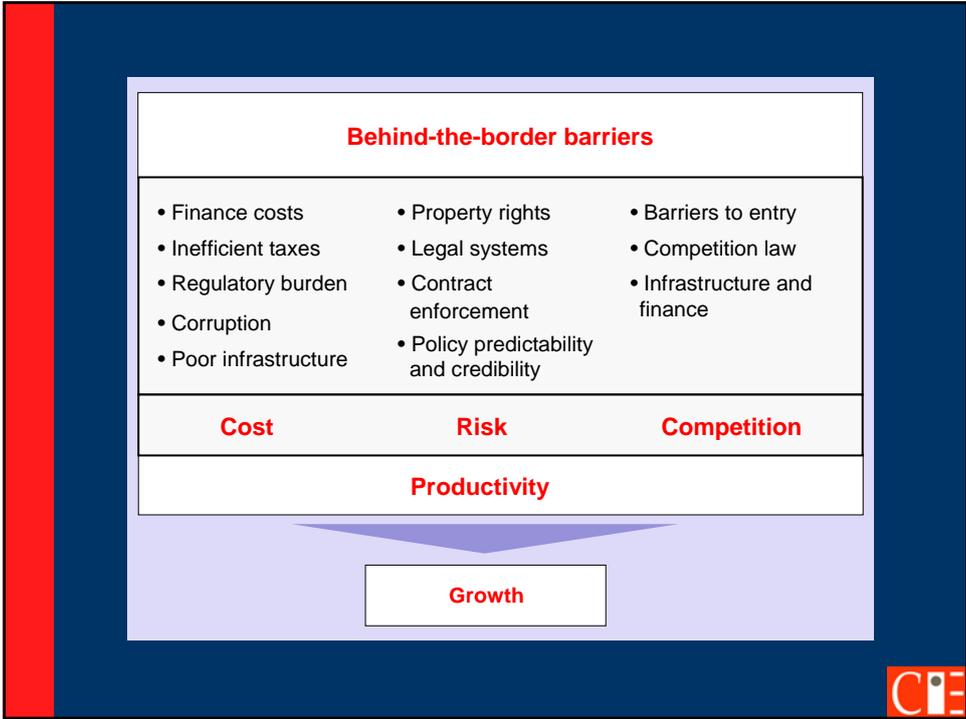 Behind-the-border barriers
• Finance costs
• Inefficient taxes
• Regulatory burden
• Corruption
• Poor infrastructure
• Property rights
• Legal systems
• Contract
enforcement
• Policy predictability
and credibility
• Barriers to entry
• Competition law
• Infrastructure and
finance
Cost
Risk
Competition
Productivity
Growth
CIE